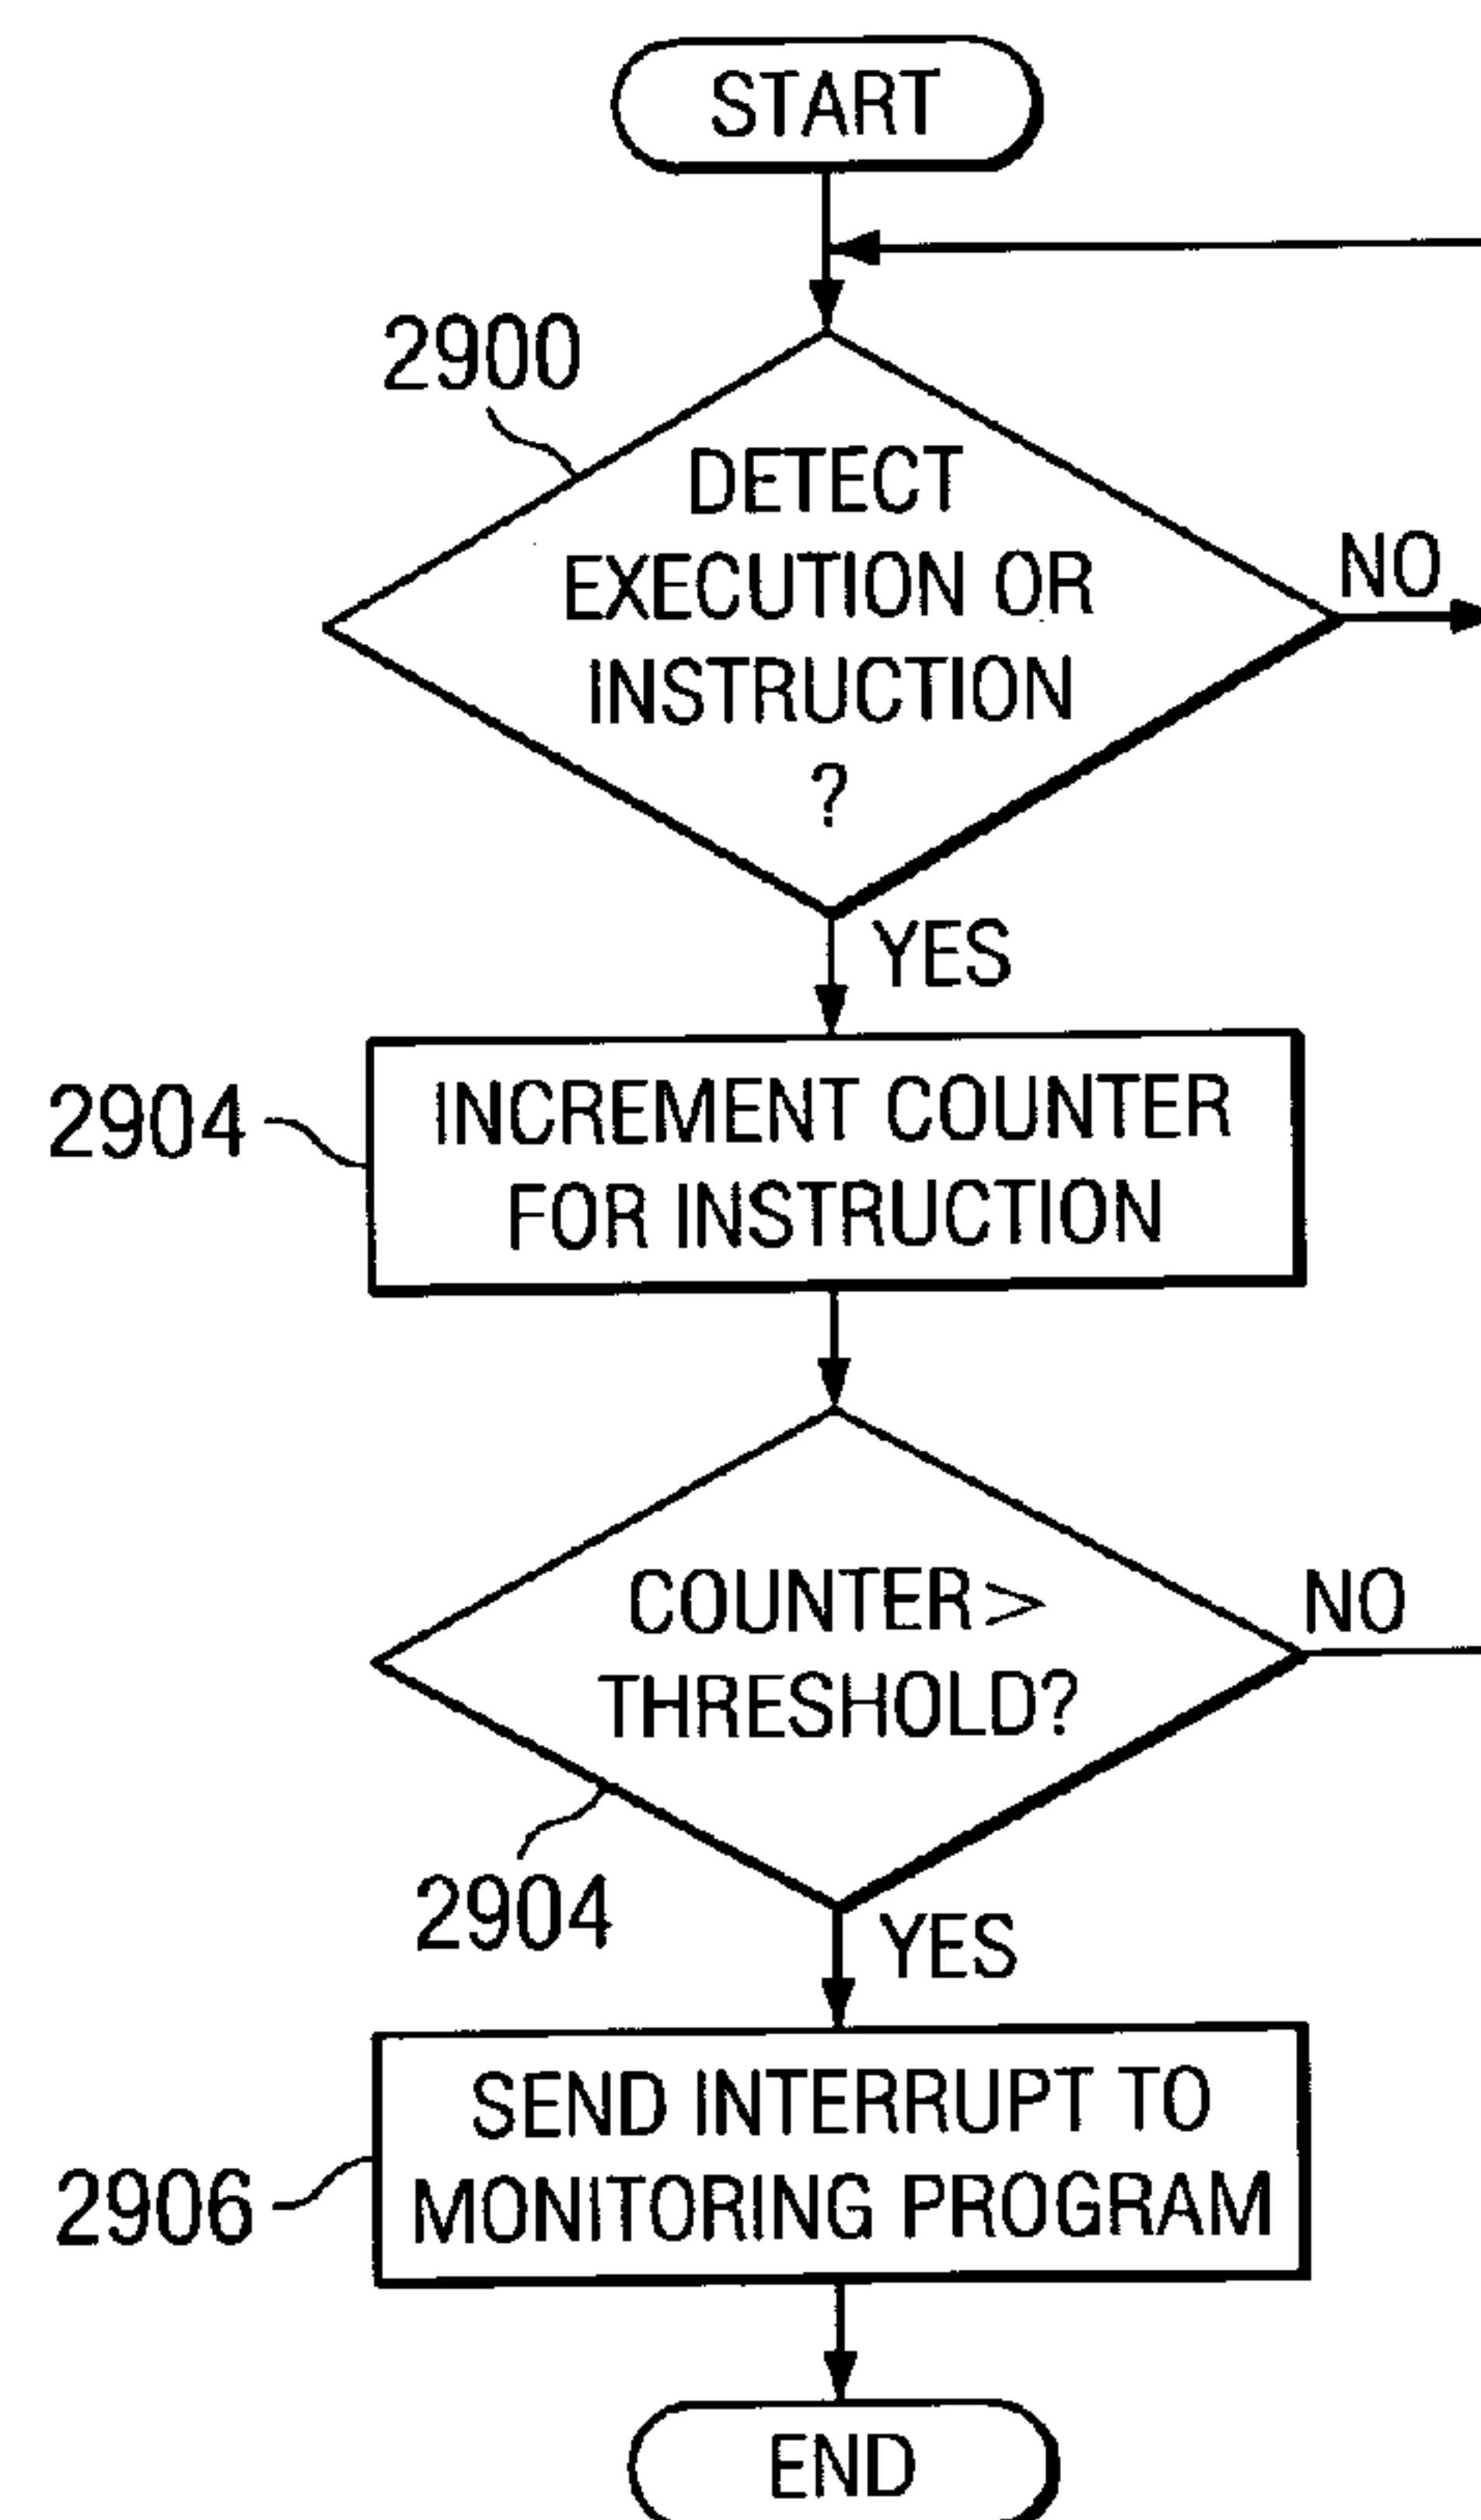 START
2900
DETECT
EXECUTION OR
INSTRUCTION
?
NO
YES
2904
INCREMENT COUNTER
FOR INSTRUCTION
COUNTER>
THRESHOLD?
NO
2904
YES
SEND INTERRUPT TO
MONITORING PROGRAM
2906
END